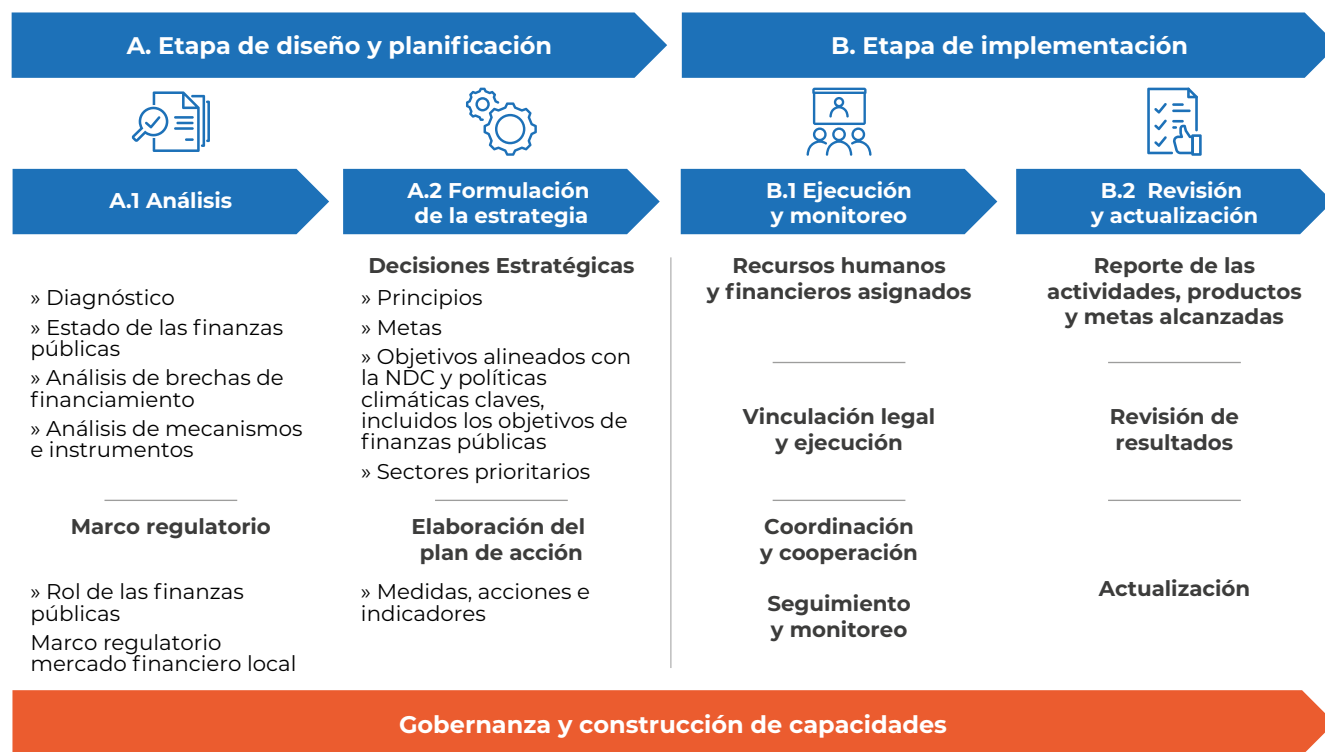 A. Etapa de diseño y planificación
B. Etapa de implementación
A.1 Análisis
A.2 Formulación
de la estrategia
B.1 Ejecución
y monitoreo
B.2 Revisión
y actualización
» Diagnóstico
» Estado de las finanzas
públicas
» Análisis de brechas de
financiamiento
» Análisis de mecanismos
e instrumentos
Marco regulatorio
» Rol de las finanzas
públicas
Marco regulatorio
mercado financiero local
Decisiones Estratégicas
» Principios
» Metas
» Objetivos alineados con
la NDC y políticas
climáticas claves,
incluidos los objetivos de
finanzas públicas
» Sectores prioritarios
Elaboración del
plan de acción
» Medidas, acciones e
indicadores
Recursos humanos
y financieros asignados
Vinculación legal
y ejecución
Coordinación
y cooperación
Seguimiento
y monitoreo
Reporte de las
actividades, productos
y metas alcanzadas
Revisión de
resultados
Actualización
Gobernanza y construcción de capacidades